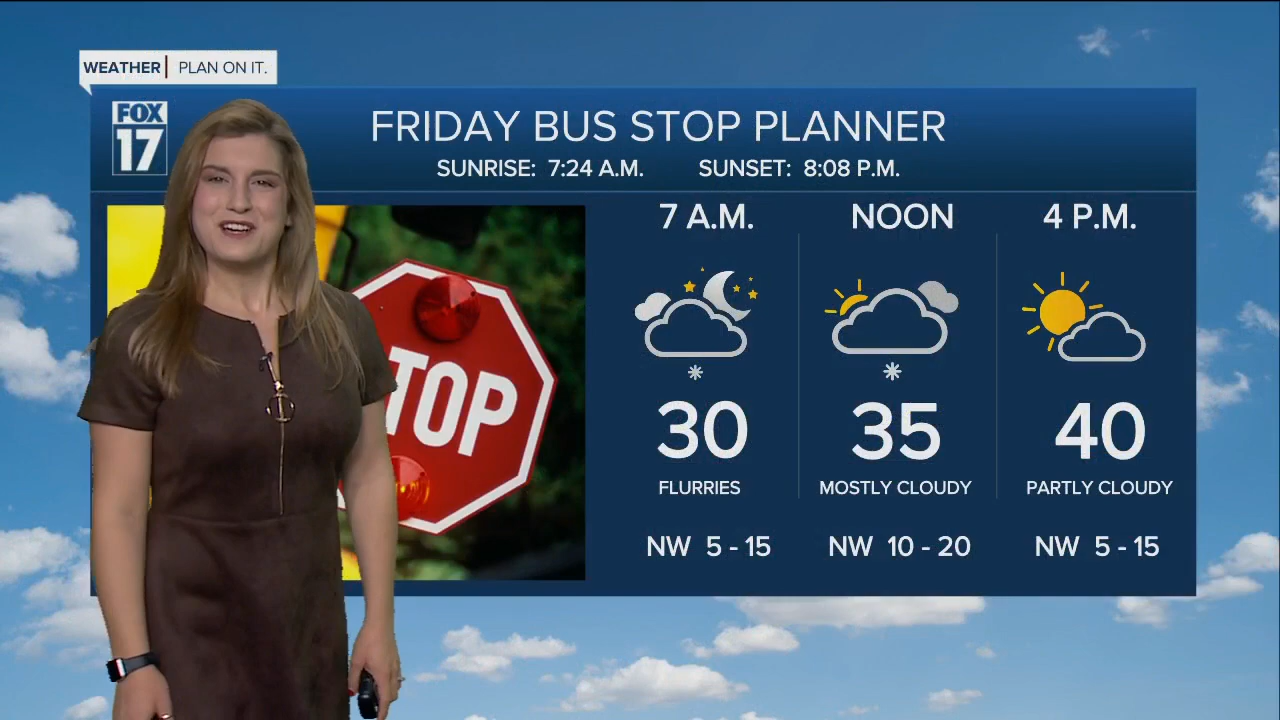 WEATHER | PLAN ON IT.
FOX
17
FRIDAY BUS STOP PLANNER
SUNRISE: 7:24 A.M. SUNSET: 8:08 P.M.
7 A.M. NOON 4 P.M.
TOP
30 35 40
FLURRIES MOSTLY CLOUDY PARTLY CLOUDY
NW 5 - 15 NW 10 - 20 NW 5 - 15